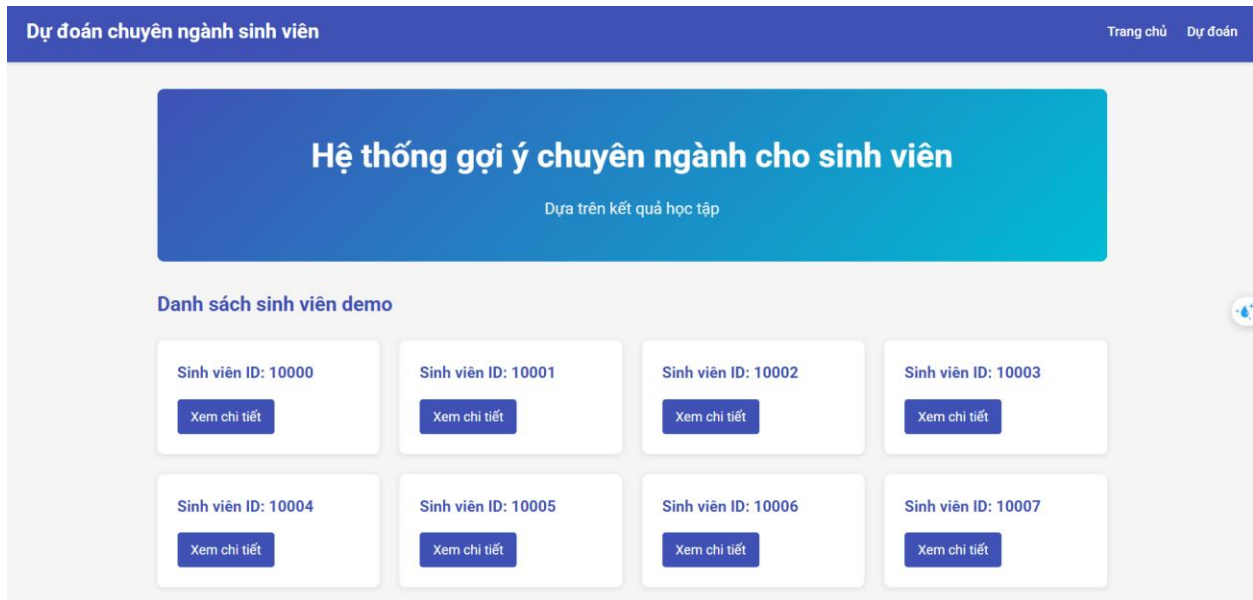 Dự đoán chuyên ngành sinh viên
Trang chủ Dự đoán
Hệ thống gợi ý chuyên ngành cho sinh viên
Dựa trên kết quả học tập
Danh sách sinh viên demo
Sinh viên ID: 10000
Xem chi tiết
Sinh viên ID: 10001
Xem chi tiết
Sinh viên ID: 10002
Xem chi tiết
Sinh viên ID: 10003
Xem chi tiết
Sinh viên ID: 10004
Xem chi tiết
Sinh viên ID: 10005
Xem chi tiết
Sinh viên ID: 10006
Xem chi tiết
Sinh viên ID: 10007
Xem chi tiết